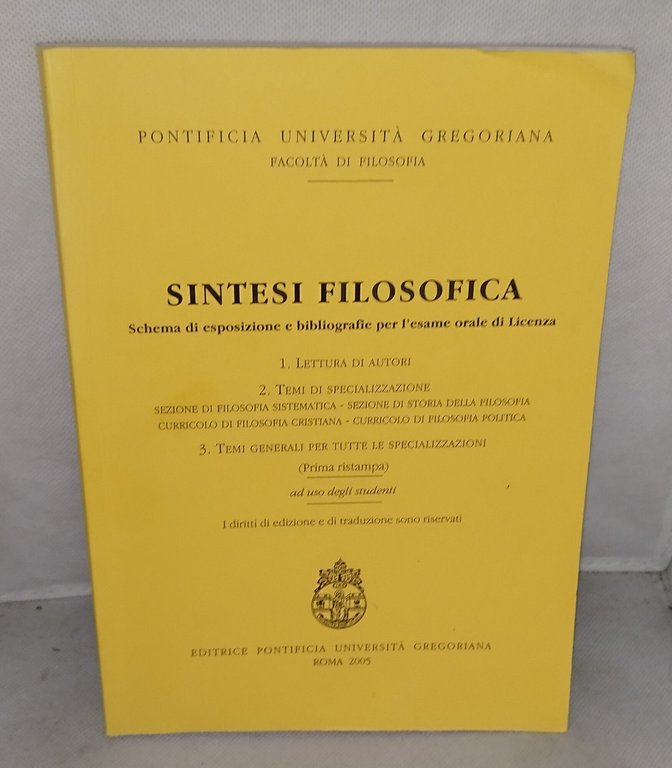 PONTIFICIA UNIVERSITÀ GREGORIANA
FACOLTÀ DI FILOSOFIA
SINTESI FILOSOFICA
Schema di esposizione e bibliografie per l'esame orale di Licenza
1. LETTURA DI AUTORI
2. TEMI DI SPECIALIZZAZIONE
SEZIONE DI FILOSOFIA SISTEMATICA - SEZIONE DI STORIA DELLA FILOSOFIA
CURRICOLO DI FILOSOFIA CRISTIANA - CURRICOLO DI FILOSOFIA POLITICA
3. TEMI GENERALI PER TUTTE LE SPECIALIZZAZIONI
(Prima ristampa)
ad uso degli studenti
I diritti di edizione e di traduzione sono riservati
EDITRICE PONTIFICIA UNIVERSITÀ GREGORIANA
ROMA 2005